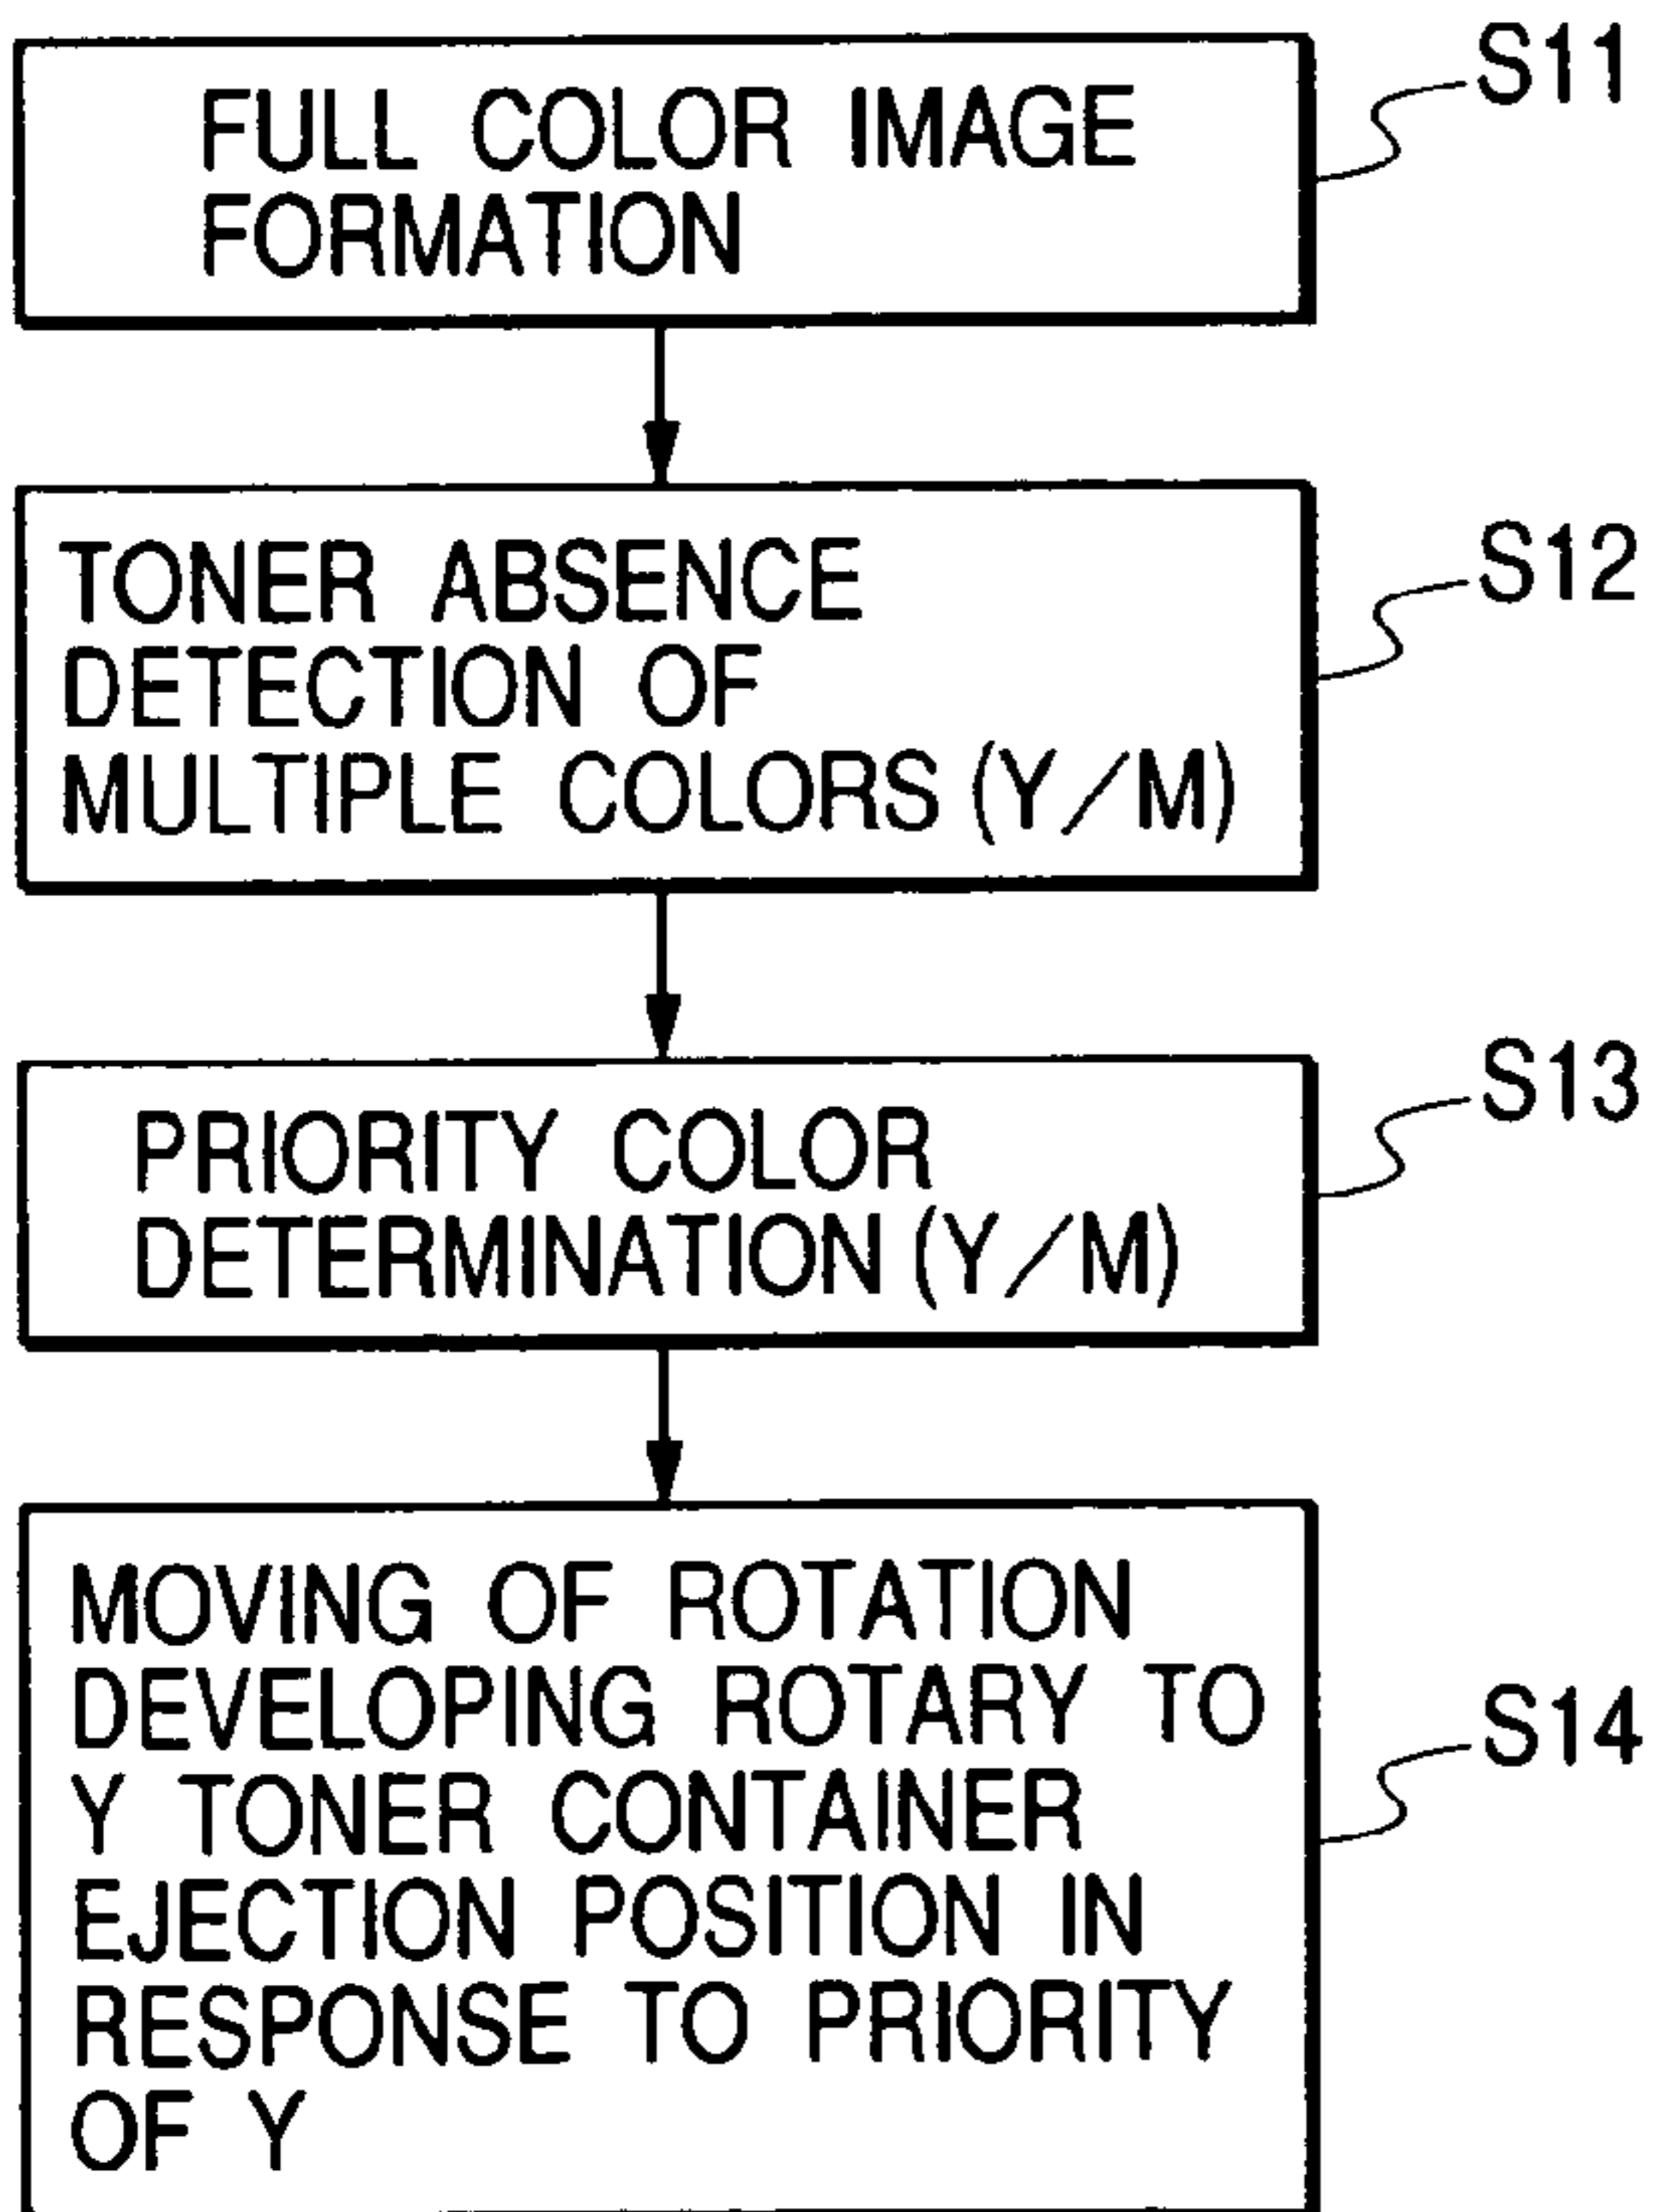 FULL COLOR IMAGE
FORMATION
S11
TONER ABSENCE
DETECTION OF
MULTIPLE COLORS (Y/M)
S12
PRIORITY COLOR
DETERMINATION (Y/M)
S13
MOVING OF ROTATION
DEVELOPING ROTARY TO
Y TONER CONTAINER
EJECTION POSITION IN
RESPONSE TO PRIORITY
OF Y
S14